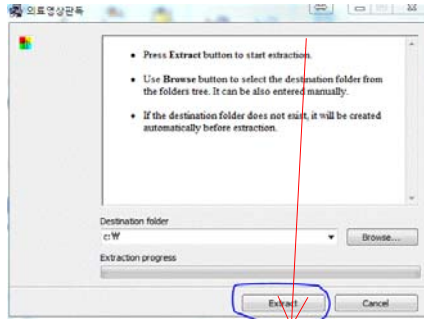 의료영상판독
Press Extract button to start extraction.
Use Browse button to select the destination folder from
the folders tree. It can be also entered manually.
If the destination folder does not exist, it will be created
automatically before extraction.
Destination folder
c:₩
Browse...
Extraction progress
Extract
Cancel